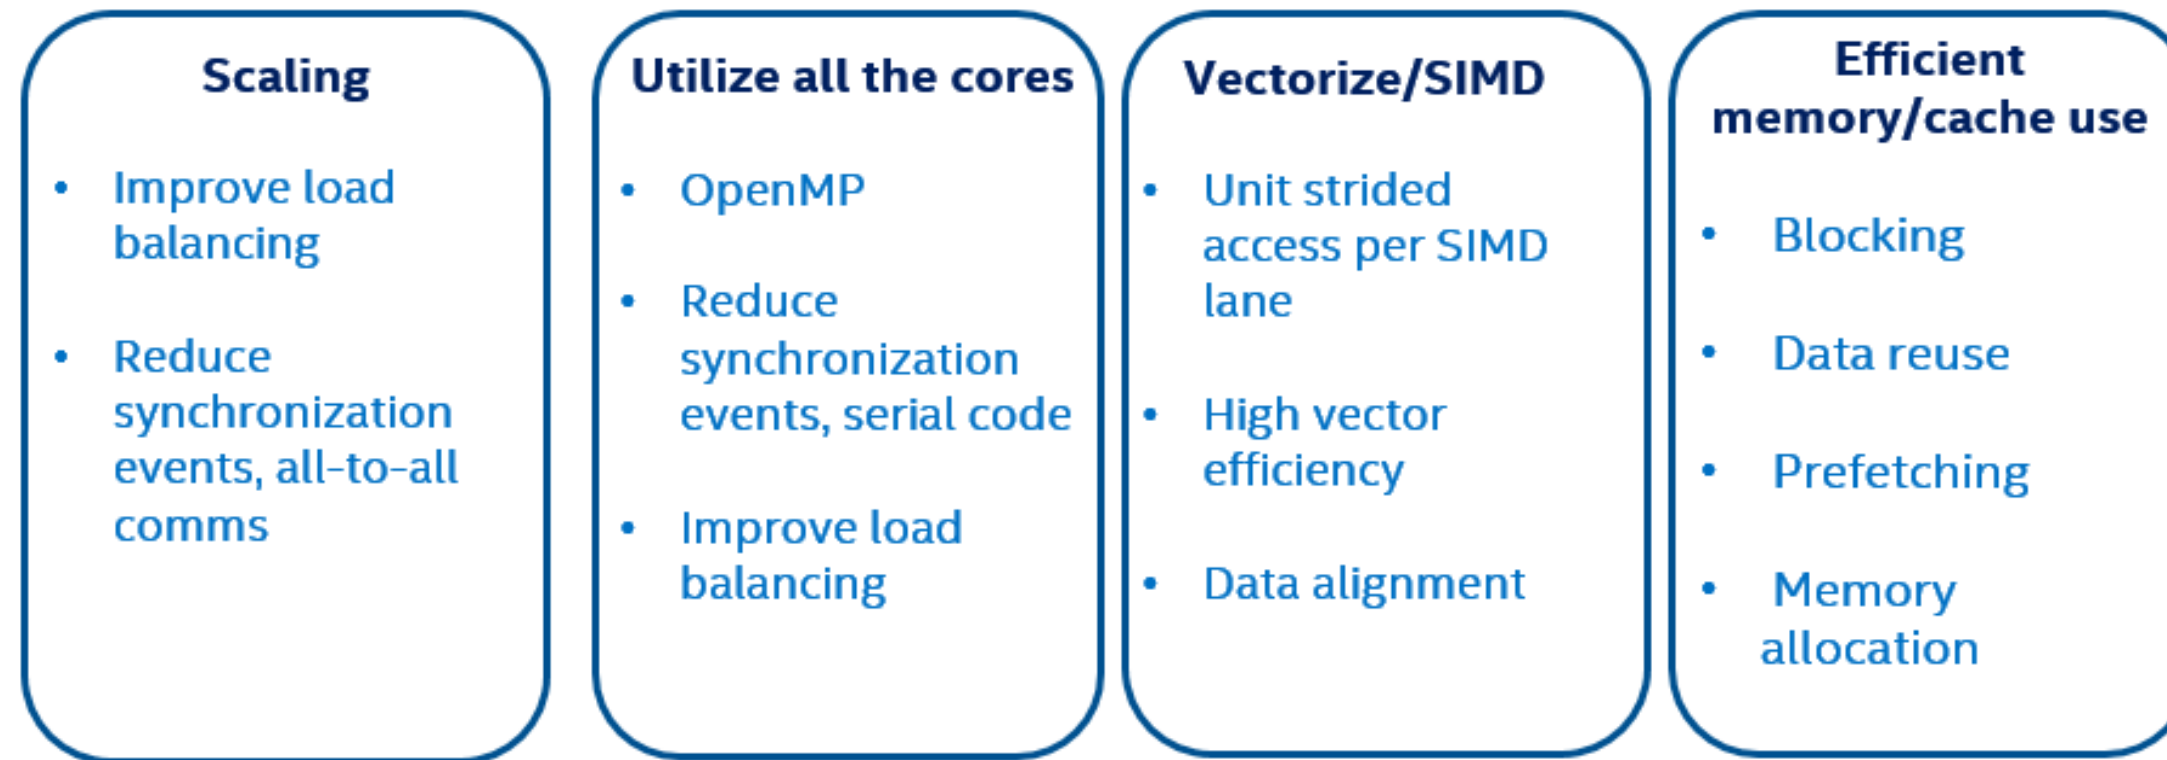 Scaling
• Improve load
balancing
• Reduce
synchronization
events, all-to-all
comms
Utilize all the cores
• OpenMP
• Reduce
synchronization
events, serial code
• Improve load
balancing
Vectorize/SIMD
• Unit strided
access per SIMD
lane
• High vector
efficiency
• Data alignment
Efficient
memory/cache use
• Blocking
• Data reuse
• Prefetching
• Memory
allocation